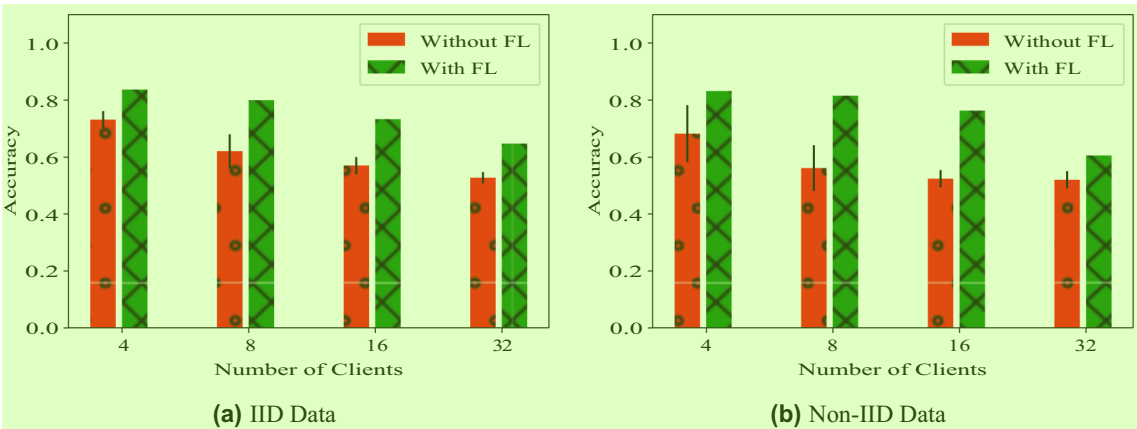 Accuracy
1.0
0.8
0.6
0.4
0.2
0.0
Without FL
With FL
4 8 16 32
Number of Clients
(a) IID Data
Accuracy
1.0
0.8
0.6
0.4
0.2
0.0
Without FL
With FL
4 8 16 32
Number of Clients
(b) Non-IID Data